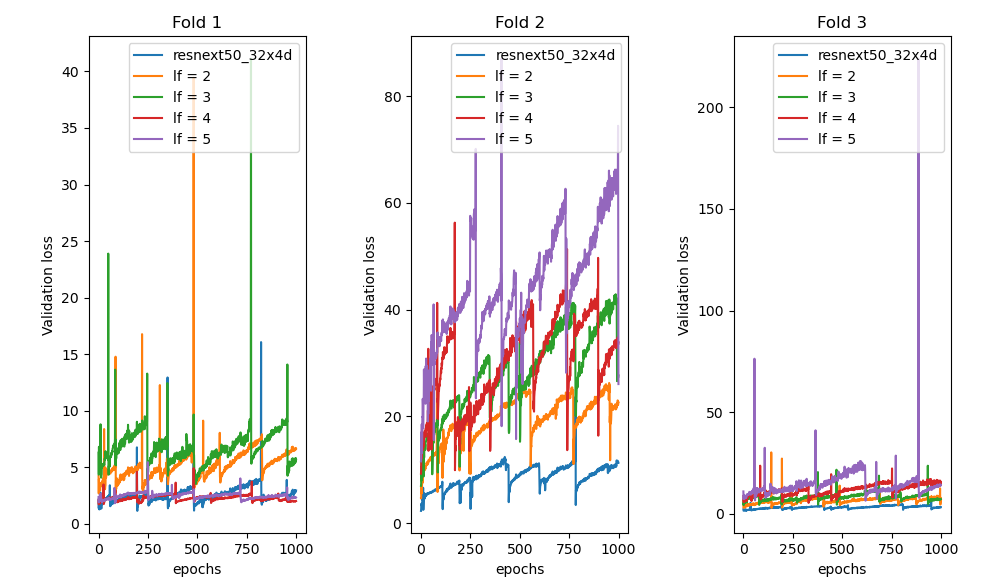 Fold 1
Validation loss
40
35
30
25
20
15
10
5
0
resnext50_32x4d
lf = 2
lf = 3
lf = 4
lf = 5
0 250 500 750 1000
epochs
Fold 2
Validation loss
80
60
40
20
0
resnext50_32x4d
lf = 2
lf = 3
lf = 4
lf = 5
0 250 500 750 1000
epochs
Fold 3
Validation loss
200
150
100
50
0
resnext50_32x4d
lf = 2
lf = 3
lf = 4
lf = 5
0 250 500 750 1000
epochs